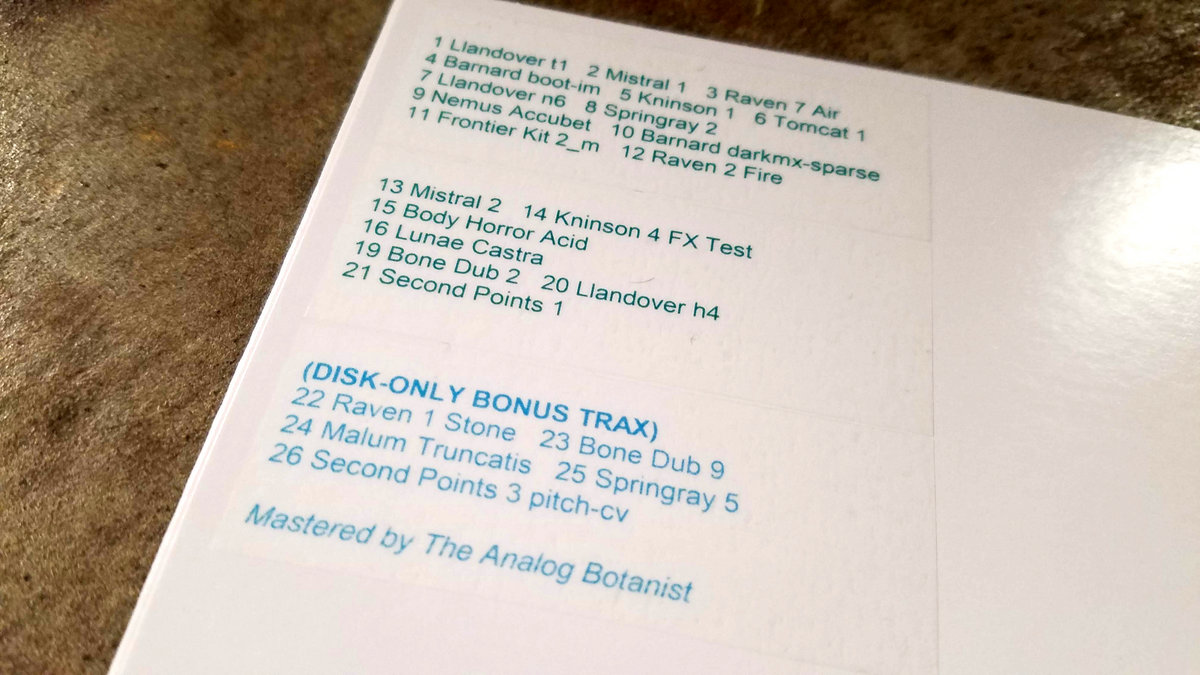 1 Llandover t1 2 Mistral 1 3 Raven 7 Air
4 Barnard boot-im 5 Kninson 1 6 Tomcat 1
7 Llandover n6 8 Springray 2
9 Nemus Accubet 10 Barnard darkmx-sparse
11 Frontier Kit 2_m 12 Raven 2 Fire
13 Mistral 2 14 Kninson 4 FX Test
15 Body Horror Acid
16 Lunae Castra
19 Bone Dub 2 20 Llandover h4
21 Second Points 1
(DISK-ONLY BONUS TRAX)
22 Raven 1 Stone 23 Bone Dub 9
24 Malum Truncatis 25 Springray 5
26 Second Points 3 pitch-cv
Mastered by The Analog Botanist